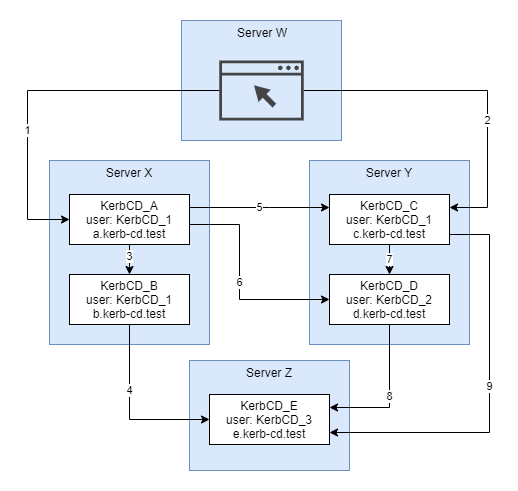 Server W
1
2
Server X
Server Y
KerbCD_A
user: KerbCD_1
a.kerb-cd.test
5
KerbCD_C
user: KerbCD_1
c.kerb-cd.test
3
6
7
KerbCD_B
user: KerbCD_1
b.kerb-cd.test
KerbCD_D
user: KerbCD_2
d.kerb-cd.test
4
8
9
Server Z
KerbCD_E
user: KerbCD_3
e.kerb-cd.test